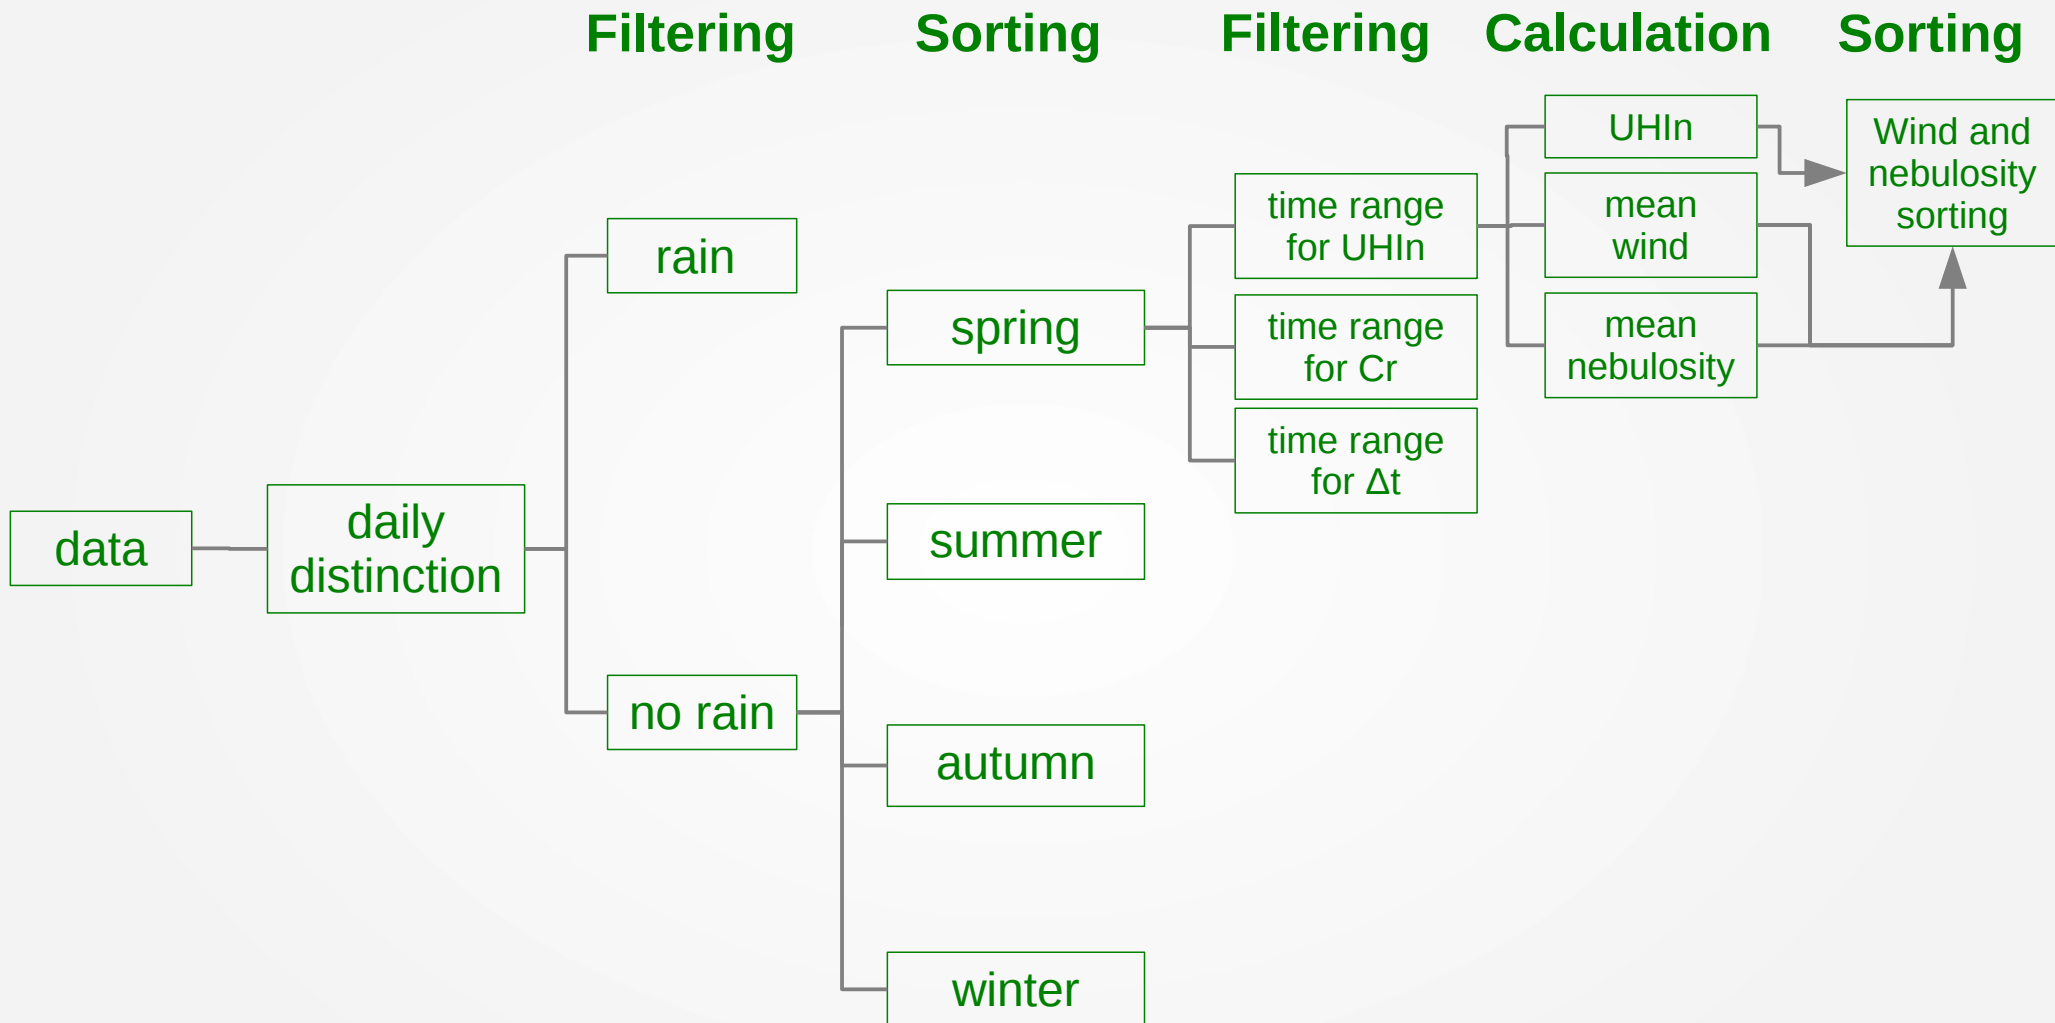 Filtering Sorting Filtering Calculation Sorting
data
daily
distinction
rain
no rain
spring
summer
autumn
winter
time range
for UHIn
time range
for Cr
time range
for Δt
UHIn
mean
wind
mean
nebulosity
Wind and
nebulosity
sorting